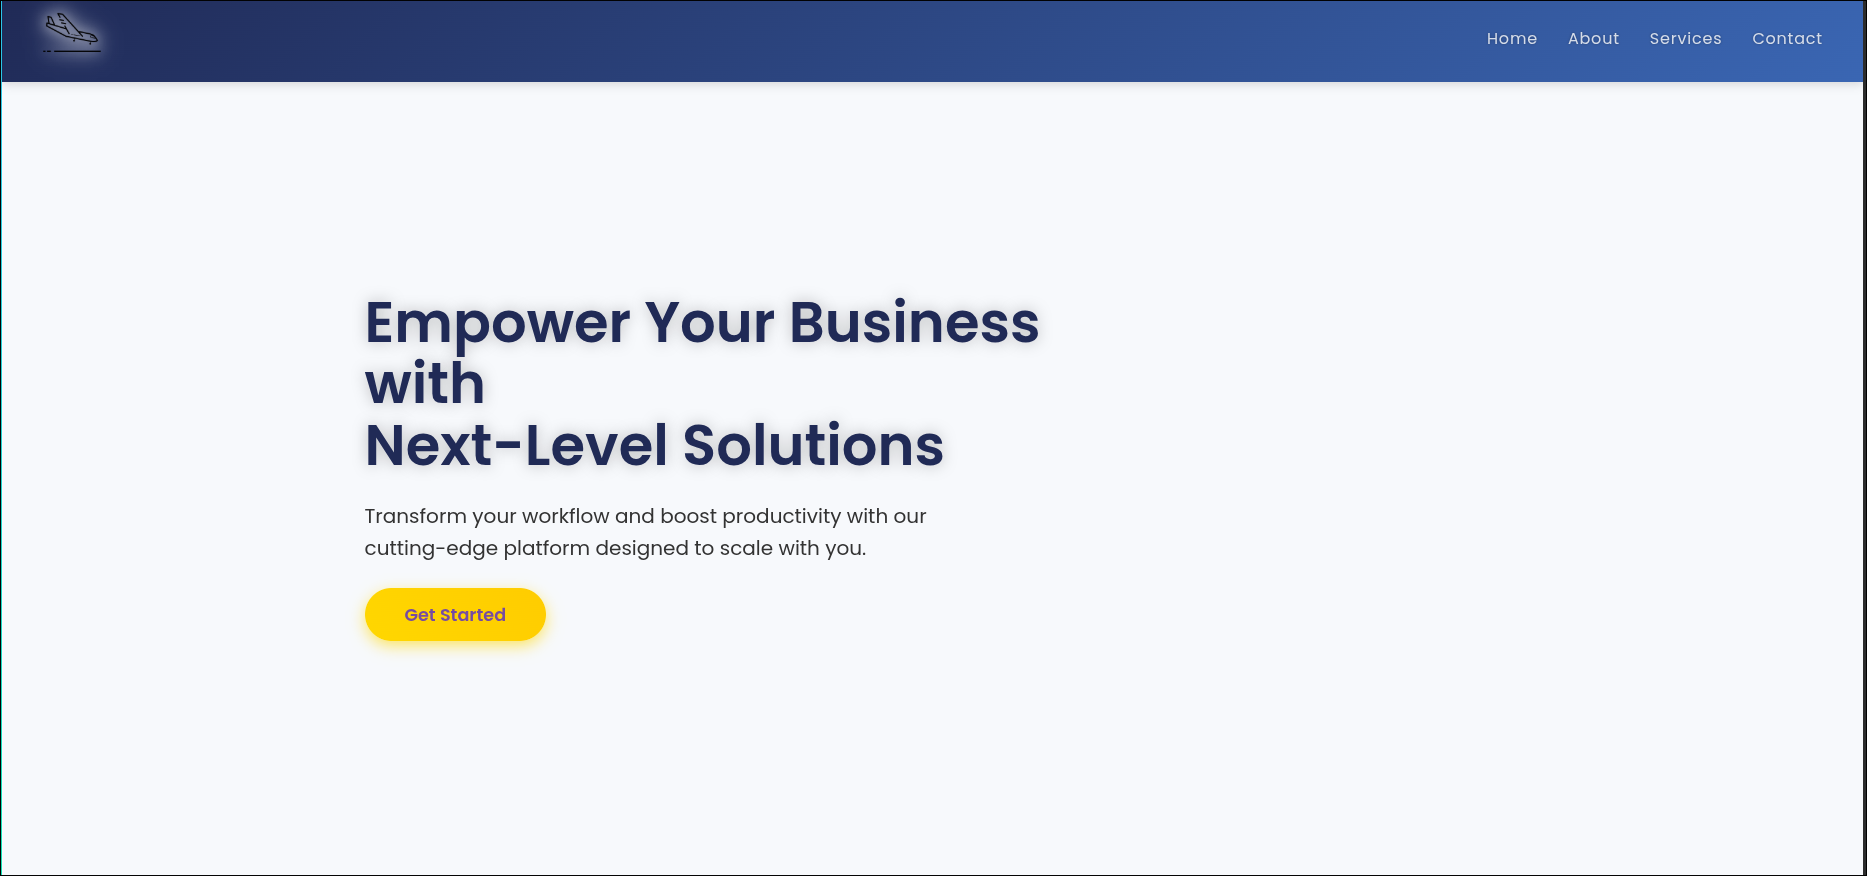 Home About Services Contact
Empower Your Business
with
Next-Level Solutions
Transform your workflow and boost productivity with our
cutting-edge platform designed to scale with you.
Get Started